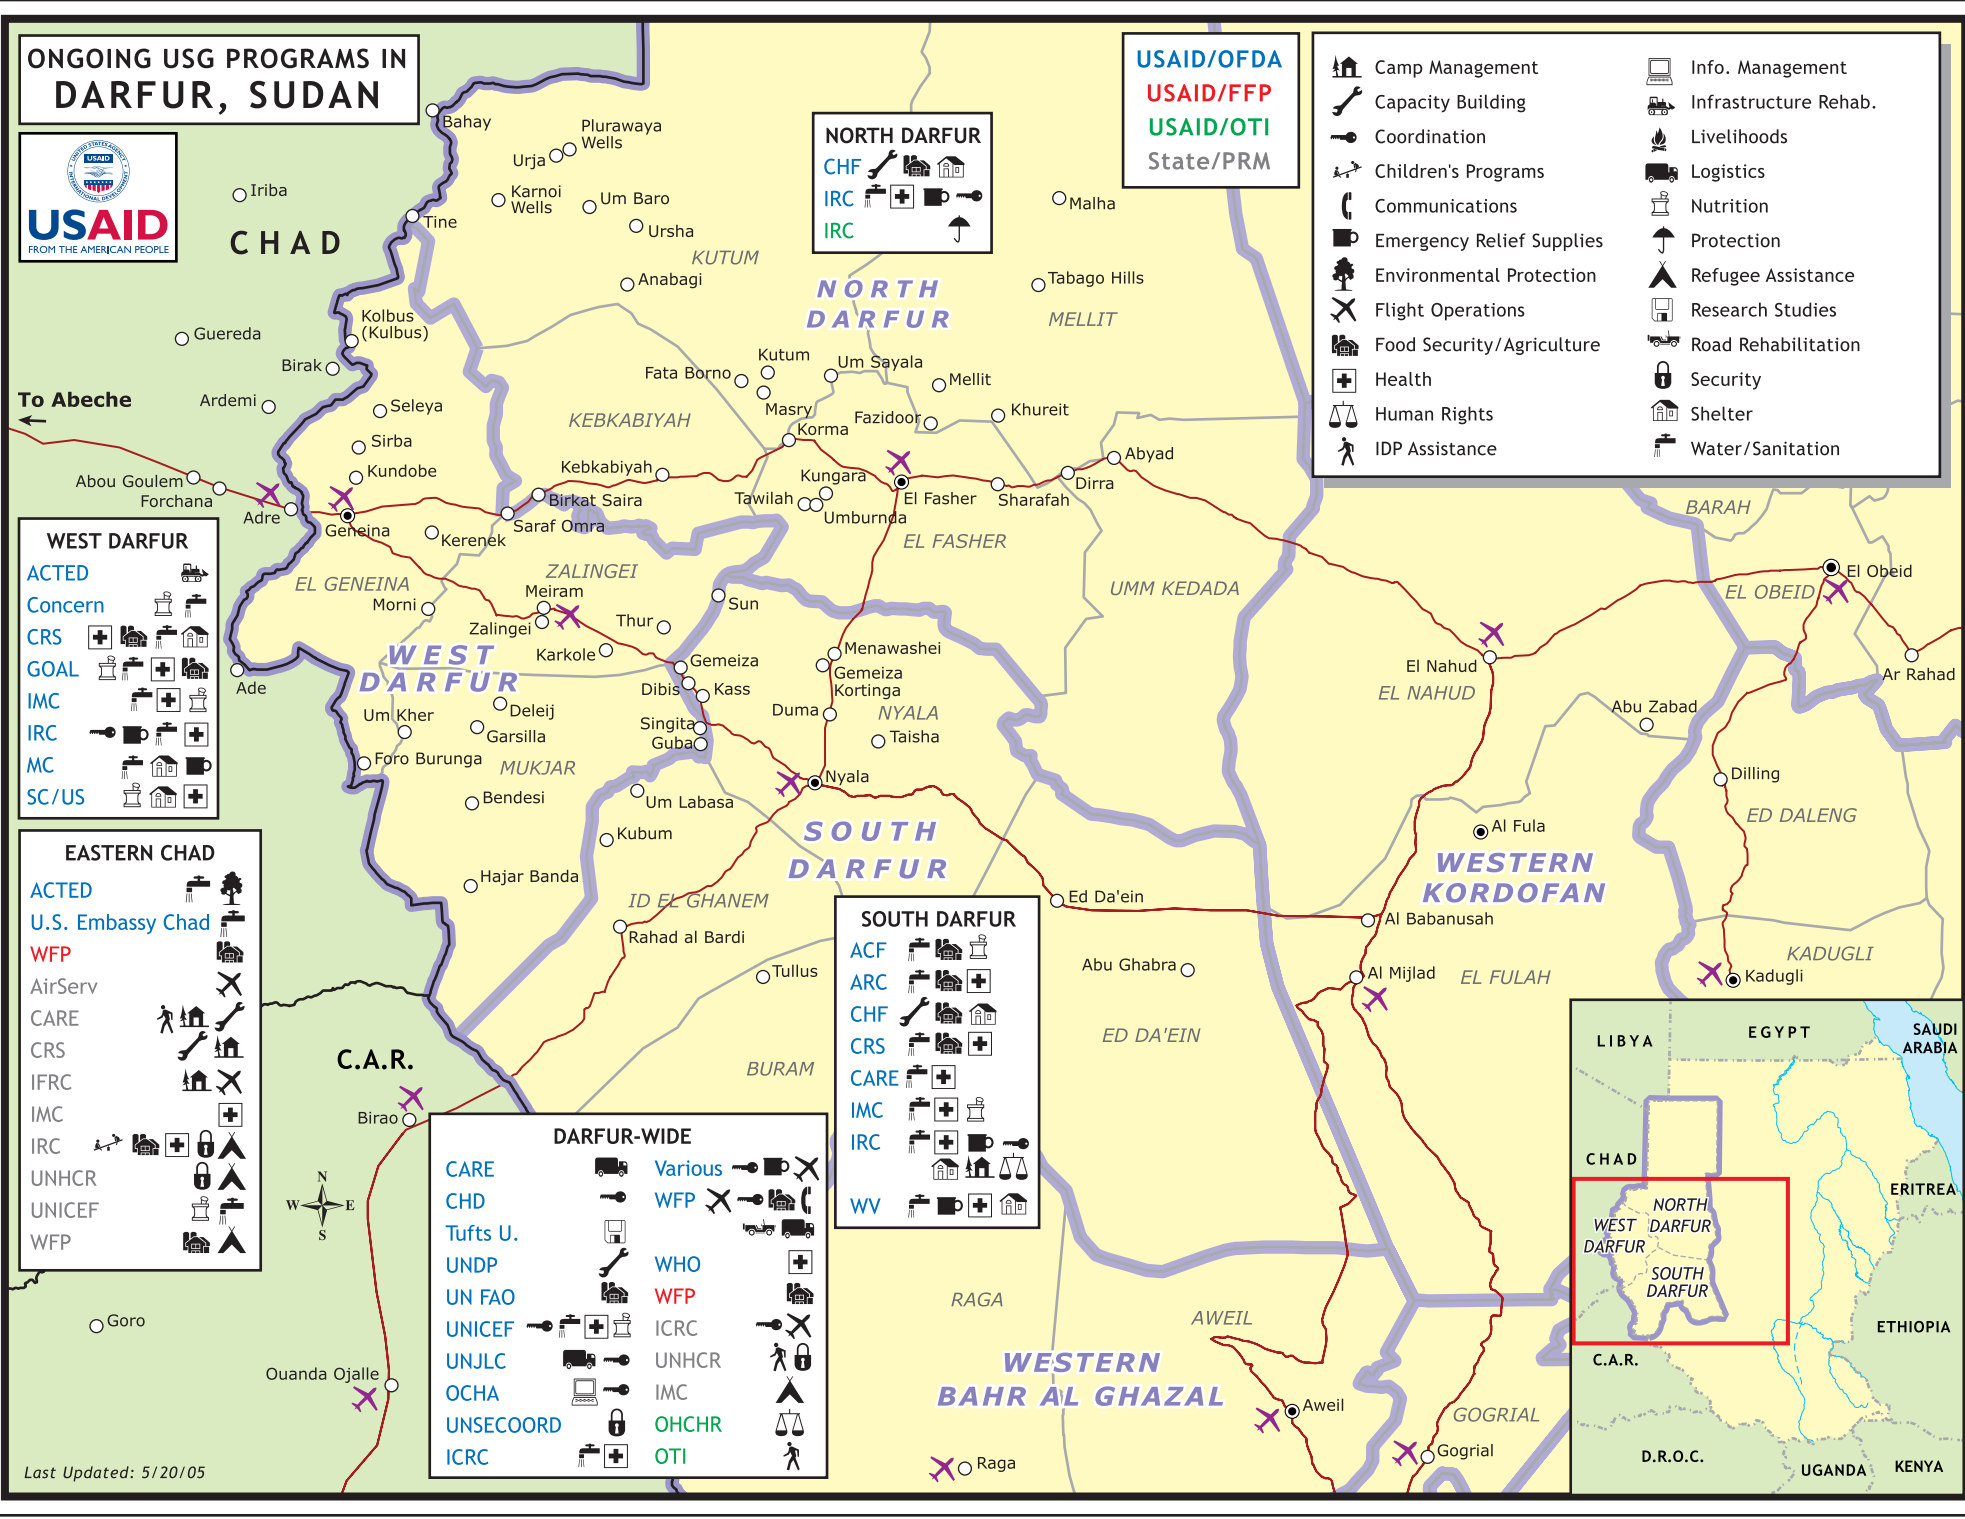 ONGOING USG PROGRAMS IN
DARFUR, SUDAN
UNITED STATES AGENCY
INTERNATIONAL DEVELOPMENT
USAID
USAID
FROM THE AMERICAN PEOPLE
USAID/OFDA
USAID/FFP
USAID/OTI
State/PRM
Camp Management
Capacity Building
Coordination
Children's Programs
Communications
Emergency Relief Supplies
Environmental Protection
Flight Operations
Food Security/Agriculture
Health
Human Rights
IDP Assistance
Info. Management
Infrastructure Rehab.
Livelihoods
Logistics
Nutrition
Protection
Refugee Assistance
Research Studies
Road Rehabilitation
Security
Shelter
Water/Sanitation
NORTH DARFUR
CHF
IRC
IRC
Bahay
Plurawaya
Wells
Urja
Karnoi
Wells
Um Baro
Ursha
Iriba
Tine
CHAD
KUTUM
Anabagi
Malha
Tabago Hills
NORTH
DARFUR
MELLIT
Kolbus
(Kulbus)
Guereda
Birak
Kutum
Um Sayala
Fata Borno
Mellit
To Abeche
Ardemi
Seleya
Masry
Fazidoor
Khureit
KEBKABIYAH
Korma
Sirba
Kundobe
Kebkabiyah
Kungara
Abyad
Abou Goulem
Forchana
Adre
Birkat Saira
Tawilah
El Fasher
Sharafah
Dirra
Umburnda
Geneina
Kerenek
Saraf Omra
EL FASHER
BARAH
EL GENEINA
ZALINGEI
UMM KEDADA
El Obeid
EL OBEID
Morni
Meiram
Zalingei
Thur
Sun
Karkole
Menawashei
Gemeiza
Gemeiza
Kortinga
El Nahud
EL NAHUD
Ar Rahad
WEST
DARFUR
Dibis
Kass
Ade
Deleij
Um Kher
Garsilla
Singita
Guba
Duma
NYALA
Taisha
Abu Zabad
Foro Burunga
MUKJAR
Nyala
Dilling
Bendesi
Um Labasa
Kubum
SOUTH
DARFUR
Al Fula
ED DALENG
WESTERN
KORDOFAN
Hajar Banda
ID EL GHANEM
Ed Da'ein
Al Babanusah
Rahad al Bardi
Tullus
Abu Ghabra
Al Mijlad
EL FULAH
KADUGLI
Kadugli
ED DA'EIN
BURAM
C.A.R.
Birao
WEST DARFUR
ACTED
Concern
CRS
GOAL
IMC
IRC
MC
SC/US
EASTERN CHAD
ACTED
U.S. Embassy Chad
WFP
AirServ
CARE
CRS
IFRC
IMC
IRC
UNHCR
UNICEF
WFP
SOUTH DARFUR
ACF
ARC
CHF
CRS
CARE
IMC
IRC
WV
DARFUR-WIDE
CARE
CHD
Tufts U.
UNDP
UN FAO
UNICEF
UNJLC
OCHA
UNSECOORD
ICRC
Various
WFP
WHO
WFP
ICRC
UNHCR
IMC
OHCHR
OTI
N
W
E
S
Goro
Ouanda Ojalle
RAGA
AWEIL
WESTERN
BAHR AL GHAZAL
Aweil
GOGRIAL
Gogrial
Raga
Last Updated: 5/20/05
LIBYA
EGYPT
SAUDI
ARABIA
CHAD
ERITREA
NORTH
DARFUR
WEST
DARFUR
SOUTH
DARFUR
ETHIOPIA
C.A.R.
D.R.O.C.
UGANDA
KENYA